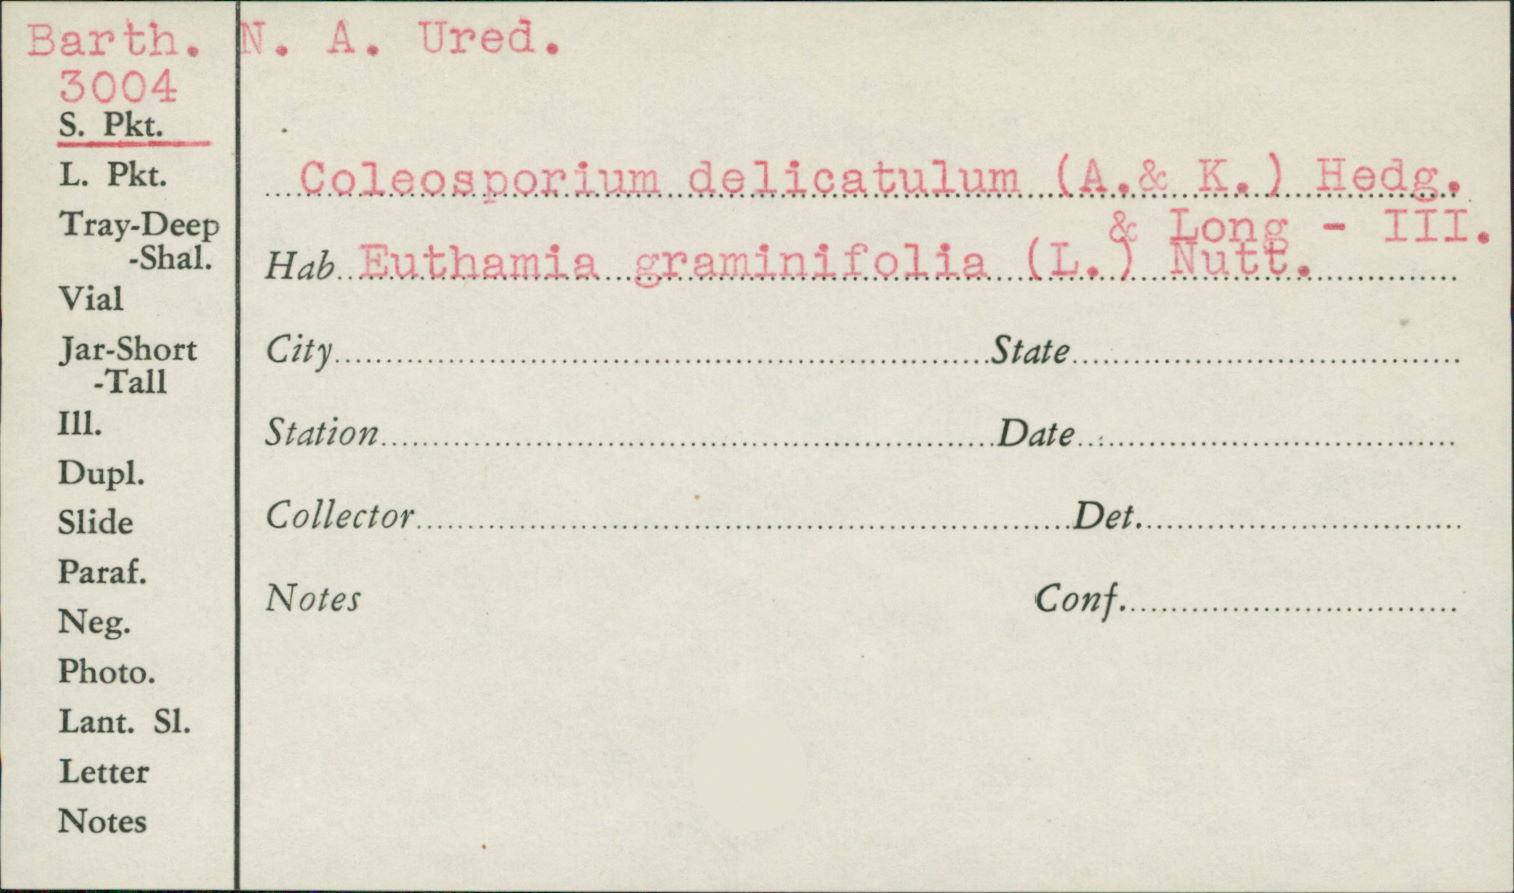 Barth. N. A. Ured.
3004
S. Pkt.
L. Pkt.
Tray-Deep
-Shal.
Vial
Jar-Short
-Tall
Ill.
Dupl.
Slide
Paraf.
Neg.
Photo.
Lant. Sl.
Letter
Notes
Coleosporium delicatulum (A.& K.) Hedg.
& Long - III.
Hab Euthamia graminifolia (L.) Nutt.
City State
Station Date
Collector Det.
Notes Conf.